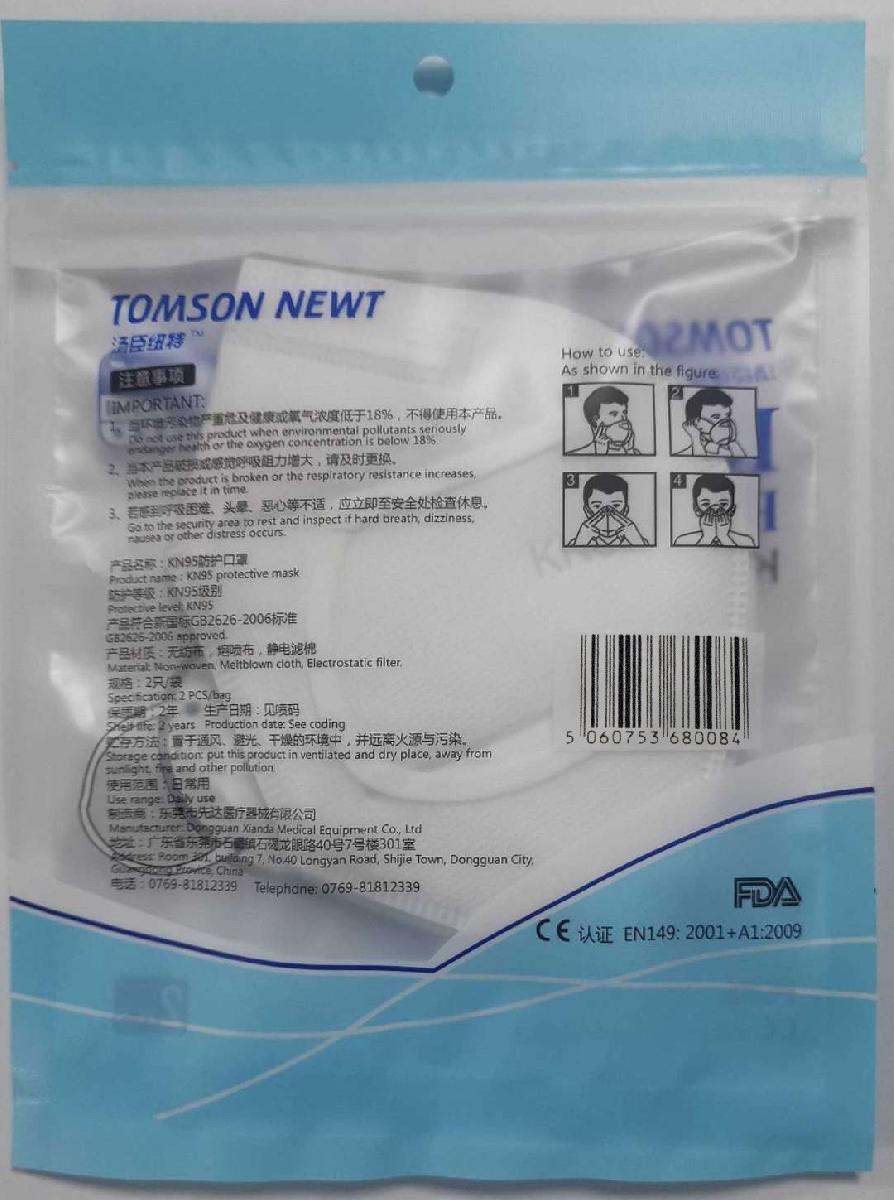 TOMSON NEWT
汤臣纽特™
注意事项
IMPORTANT:
1、当环境污染物严重危及健康或氧气浓度低于18%，不得使用本产品。
Do not use this product when environmental pollutants seriously
endanger health or the oxygen concentration is below 18%.
2、当本产品破损或感觉呼吸阻力增大，请及时更换。
When the product is broken or the respiratory resistance increases,
please replace it in time.
3、若感到呼吸困难、头晕、恶心等不适，应立即至安全处检查休息。
Go to the security area to rest and inspect if hard breath, dizziness,
nausea or other distress occurs.
产品名称：KN95防护口罩
Product name : KN95 protective mask
防护等级：KN95级别
Protective level: KN95
产品符合新国标GB2626-2006标准
GB2626-2006 approved.
产品材质：无纺布，熔喷布，静电滤棉
Material: Non-woven, Meltblown cloth, Electrostatic filter.
规格：2只/袋
Specification: 2 PCS/bag
保质期：2年 生产日期：见喷码
Shelf life: 2 years Production date: See coding
贮存方法：置于通风、避光、干燥的环境中，并远离火源与污染。
Storage condition: put this product in ventilated and dry place, away from
sunlight, fire and other pollution.
使用范围：日常用
Use range: Daily use
制造商：东莞市先达医疗器械有限公司
Manufacturer: Dongguan Xianda Medical Equipment Co., Ltd
地址：广东省东莞市石碣镇石碣龙眼路40号7号楼301室
Address: Room 301, building 7, No.40 Longyan Road, Shijie Town, Dongguan City,
Guangdong Province, China
电话：0769-81812339 Telephone: 0769-81812339
How to use:
As shown in the figure:
1 2
3 4
5 060753 680084
FDA
CE 认证 EN149: 2001+A1:2009